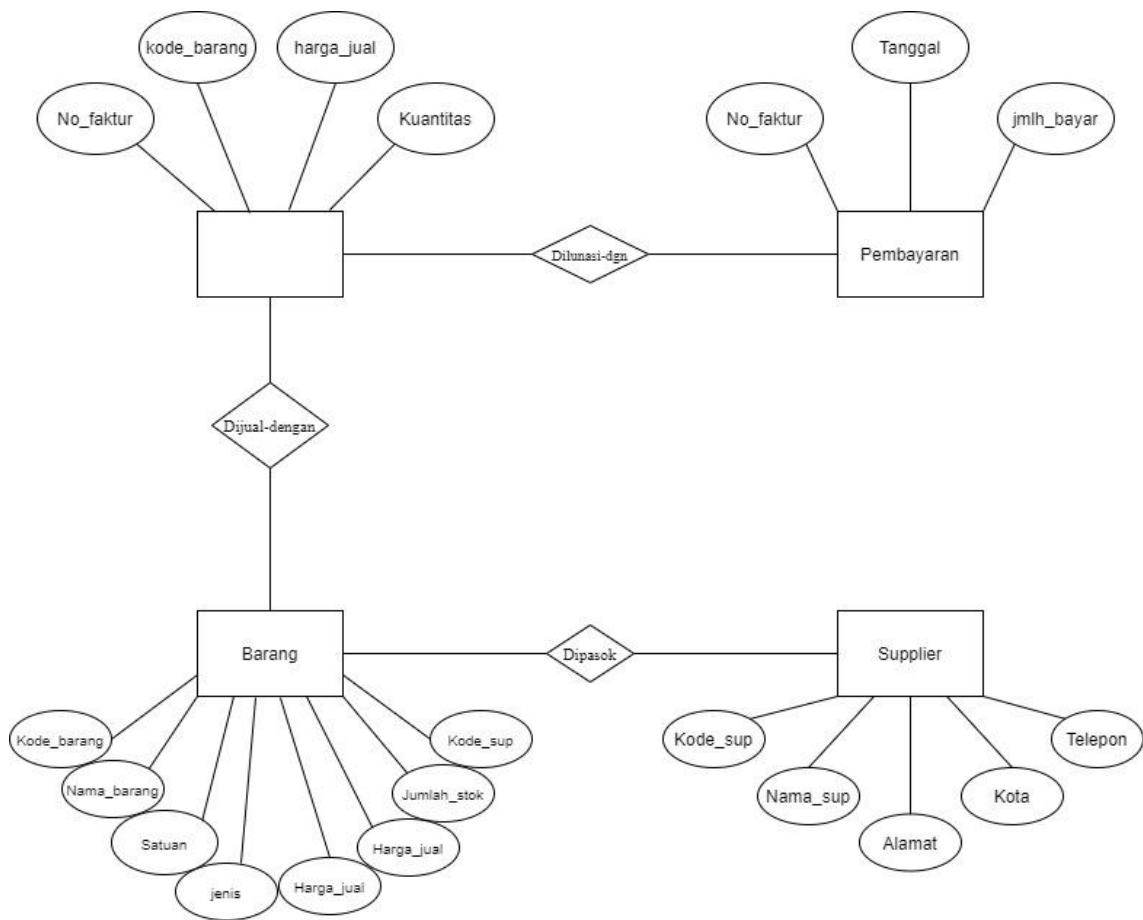 kode_barang
harga_jual
Tanggal
No_faktur
Kuantitas
No_faktur
jmlh_bayar
Dilunasi-dgn
Pembayaran
Dijual-dengan
Barang
Dipasok
Supplier
Kode_barang
Kode_sup
Kode_sup
Telepon
Nama_barang
Jumlah_stok
Nama_sup
Kota
Satuan
Harga_jual
Alamat
jenis
Harga_jual